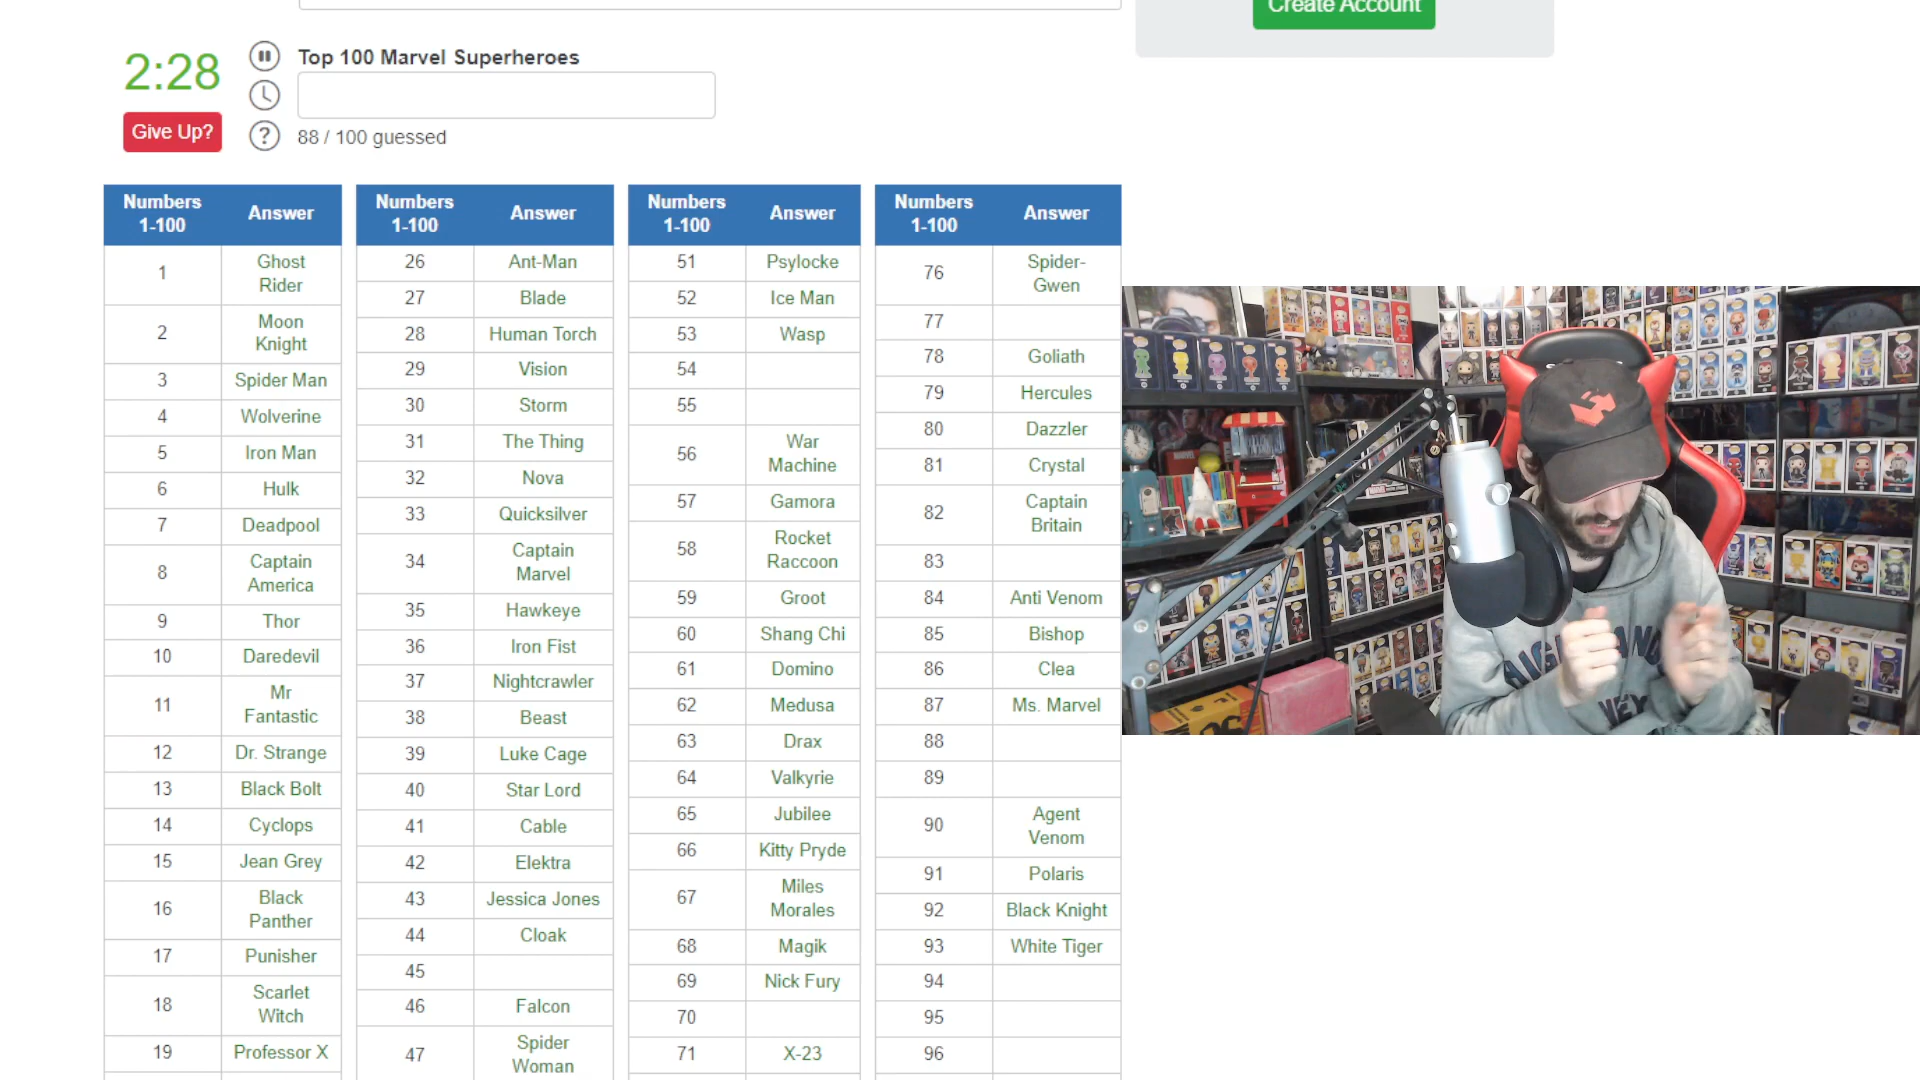 Create Account
2:28
Top 100 Marvel Superheroes
Give Up?
88 / 100 guessed
Numbers 1-100 Answer
1 Ghost Rider
2 Moon Knight
3 Spider Man
4 Wolverine
5 Iron Man
6 Hulk
7 Deadpool
8 Captain America
9 Thor
10 Daredevil
11 Mr Fantastic
12 Dr. Strange
13 Black Bolt
14 Cyclops
15 Jean Grey
16 Black Panther
17 Punisher
18 Scarlet Witch
19 Professor X
Numbers 1-100 Answer
26 Ant-Man
27 Blade
28 Human Torch
29 Vision
30 Storm
31 The Thing
32 Nova
33 Quicksilver
34 Captain Marvel
35 Hawkeye
36 Iron Fist
37 Nightcrawler
38 Beast
39 Luke Cage
40 Star Lord
41 Cable
42 Elektra
43 Jessica Jones
44 Cloak
45
46 Falcon
47 Spider Woman
Numbers 1-100 Answer
51 Psylocke
52 Ice Man
53 Wasp
54
55
56 War Machine
57 Gamora
58 Rocket Raccoon
59 Groot
60 Shang Chi
61 Domino
62 Medusa
63 Drax
64 Valkyrie
65 Jubilee
66 Kitty Pryde
67 Miles Morales
68 Magik
69 Nick Fury
70
71 X-23
Numbers 1-100 Answer
76 Spider-Gwen
77
78 Goliath
79 Hercules
80 Dazzler
81 Crystal
82 Captain Britain
83
84 Anti Venom
85 Bishop
86 Clea
87 Ms. Marvel
88
89
90 Agent Venom
91 Polaris
92 Black Knight
93 White Tiger
94
95
96